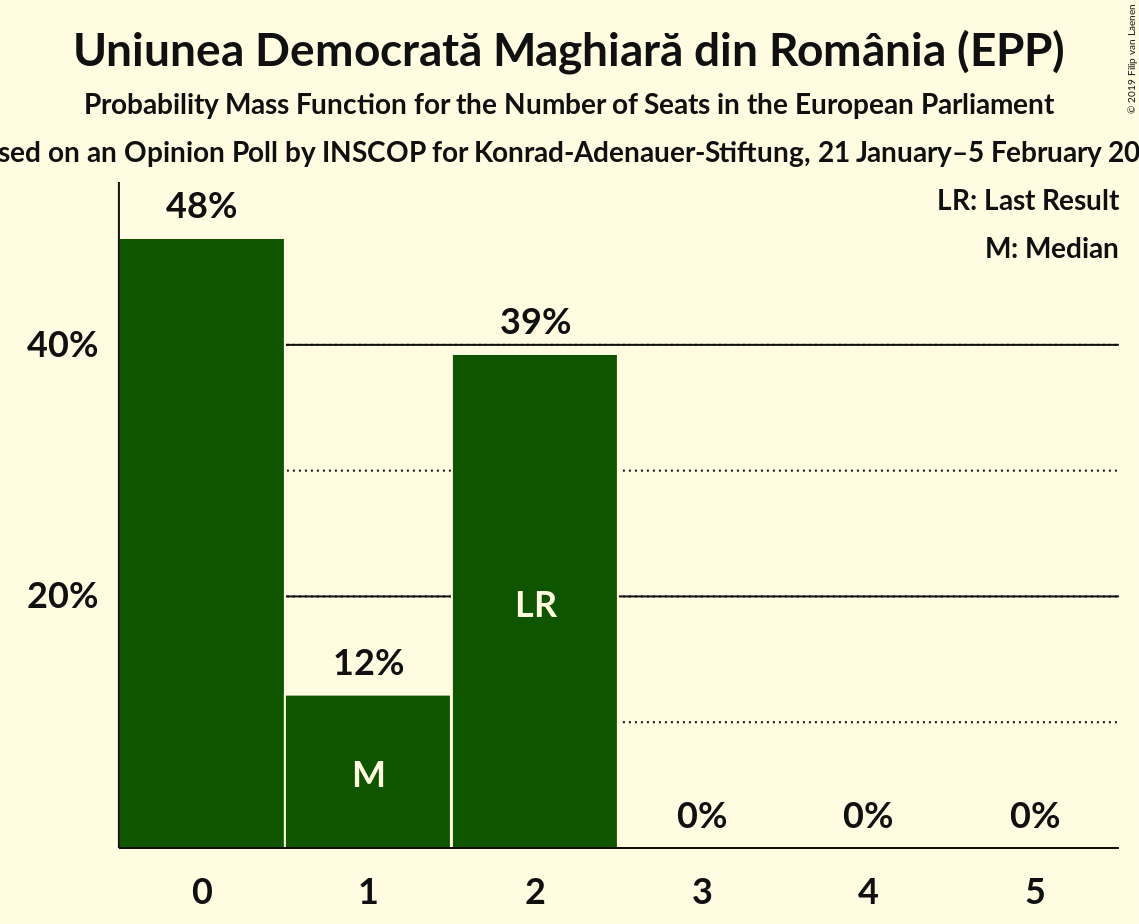 Uniunea Democrată Maghiară din România (EPP)
Probability Mass Function for the Number of Seats in the European Parliament
sed on an Opinion Poll by INSCOP for Konrad-Adenauer-Stiftung, 21 January–5 February 20
© 2019 Filip van Laenen
LR: Last Result
M: Median
48%
39%
40%
20%
LR
12%
M
0% 0% 0%
0 1 2 3 4 5